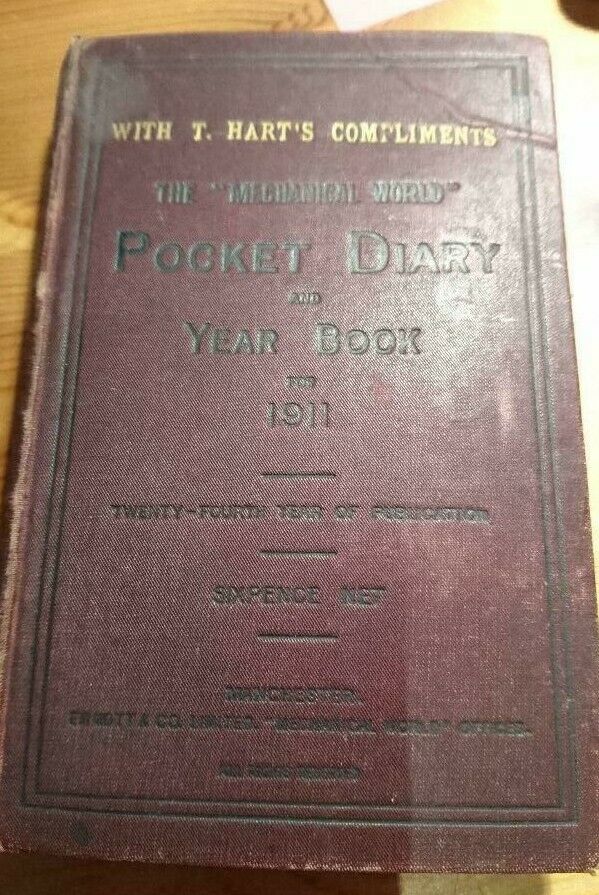 WITH T. HART'S COMPLIMENTS
THE "MECHANICAL WORLD"
POCKET DIARY
AND
YEAR BOOK
FOR
1911
TWENTY-FOURTH YEAR OF PUBLICATION
SIXPENCE NET
MANCHESTER.
EMMOTT & CO. LIMITED, "MECHANICAL WORLD" OFFICES.
ALL RIGHTS RESERVED